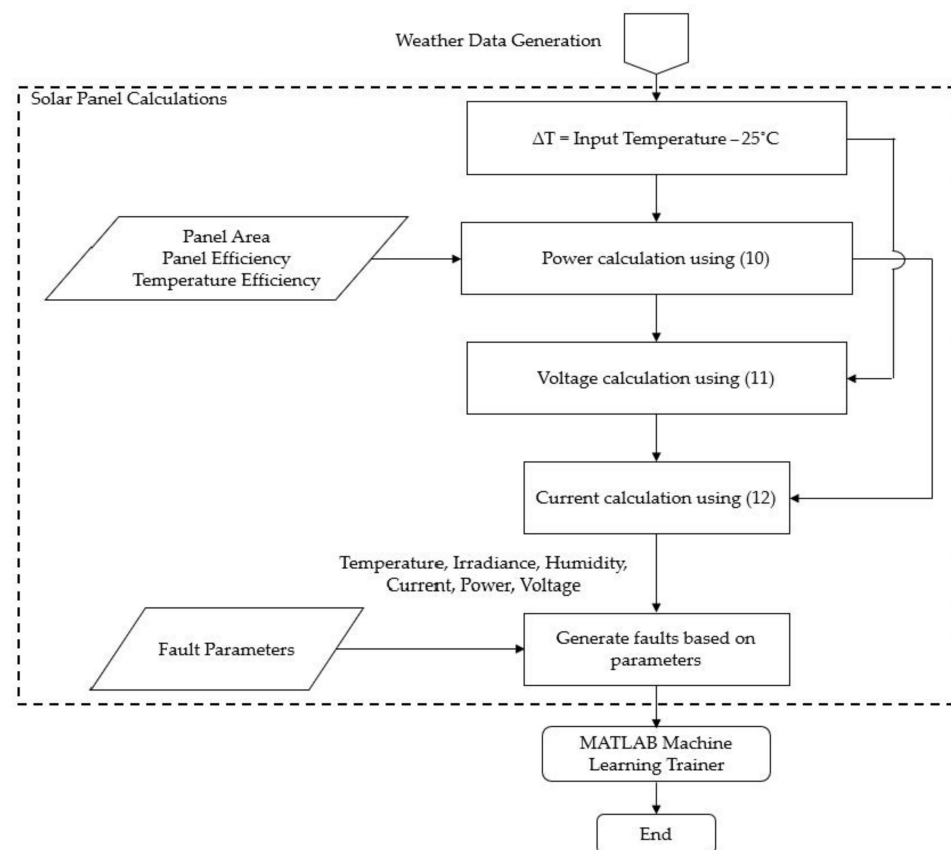 Weather Data Generation
Solar Panel Calculations
ΔT = Input Temperature – 25°C
Panel Area
Panel Efficiency
Temperature Efficiency
Power calculation using (10)
Voltage calculation using (11)
Current calculation using (12)
Temperature, Irradiance, Humidity,
Current, Power, Voltage
Fault Parameters
Generate faults based on
parameters
MATLAB Machine
Learning Trainer
End